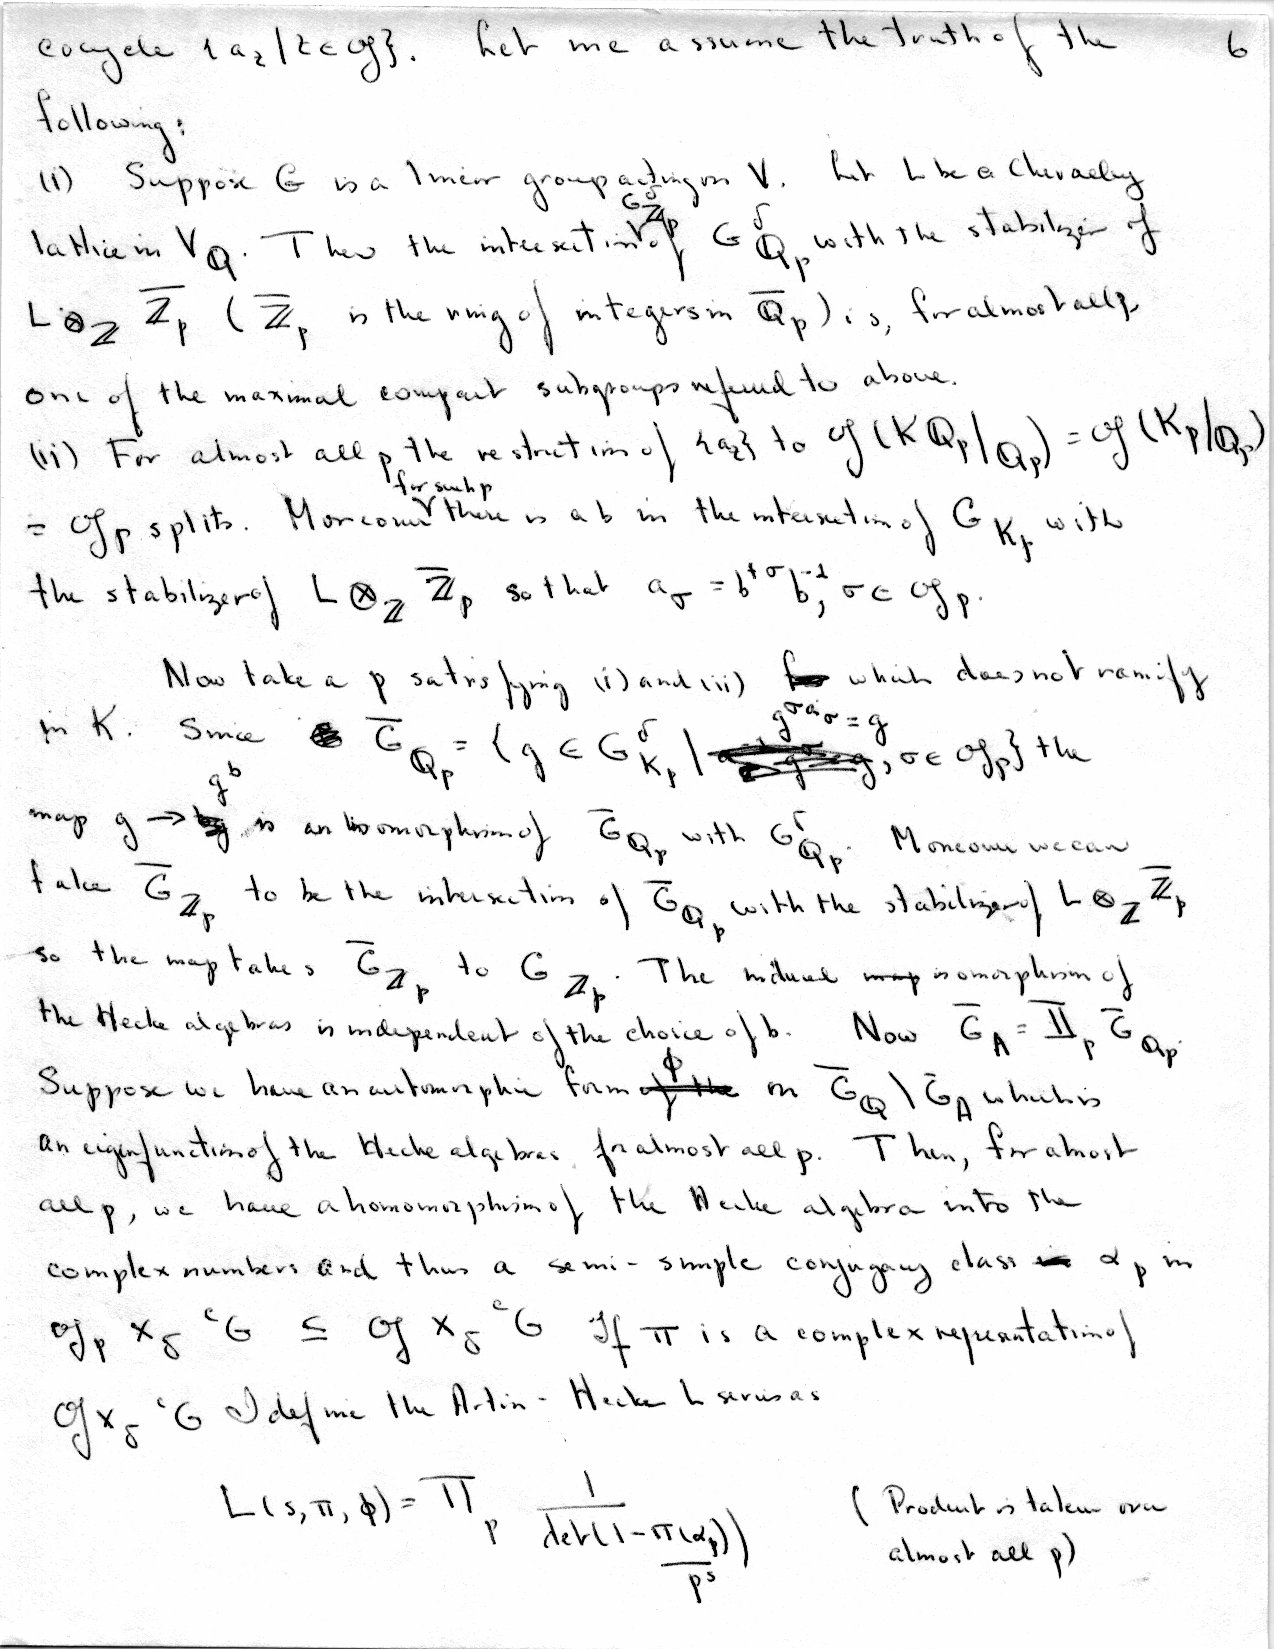 cocycle {a_τ | τ ∈ 𝔤}. Let me assume the truth of the 6
following:
(i) Suppose G is a linear group acting on V. Let L be a Chevalley
lattice in V_Q. Then the intersection G^δ_{Z_p} of G^δ_{Q_p} with the stabilizer of
L ⊗_Z Z̄_p (Z̄_p is the ring of integers in Q̄_p) is, for almost all p
one of the maximal compact subgroups referred to above.
(ii) For almost all p the restriction of {a_τ} to 𝔤(KQ_p/Q_p) = 𝔤(K_p/Q_p)
= 𝔤_p splits. Moreover for such p there is a b in the intersection of G_{K_p} with
the stabilizer of L ⊗_Z Z̄_p so that a_σ = b^{+σ} b^{-1}, σ ∈ 𝔤_p.
Now take a p satisfying (i) and (ii) which does not ramify
in K. Since Ḡ_{Q_p} = {g ∈ G^δ_{K_p} | g^{σ a_σ} = g, σ ∈ 𝔤_p} the
map g → g^b is an isomorphism of Ḡ_{Q_p} with G^δ_{Q_p}. Moreover we can
take Ḡ_{Z_p} to be the intersection of Ḡ_{Q_p} with the stabilizer of L ⊗_Z Z̄_p
so the map takes Ḡ_{Z_p} to G_{Z_p}. The induced isomorphism of
the Hecke algebras is independent of the choice of b. Now Ḡ_A = Π_p Ḡ_{Q_p}.
Suppose we have an automorphic form φ on Ḡ_Q \ Ḡ_A which is
an eigenfunction of the Hecke algebras for almost all p. Then, for almost
all p, we have a homomorphism of the Hecke algebra into the
complex numbers and thus a semi-simple conjugacy class α_p in
𝔤_p ×_δ ^cG ⊆ 𝔤 ×_δ ^cG If π is a complex representation of
𝔤 ×_δ ^cG I define the Artin-Hecke L series as
L(s, π, φ) = Π_p 1/det(1 - π(α_p)/p^s) (Product is taken over
almost all p)